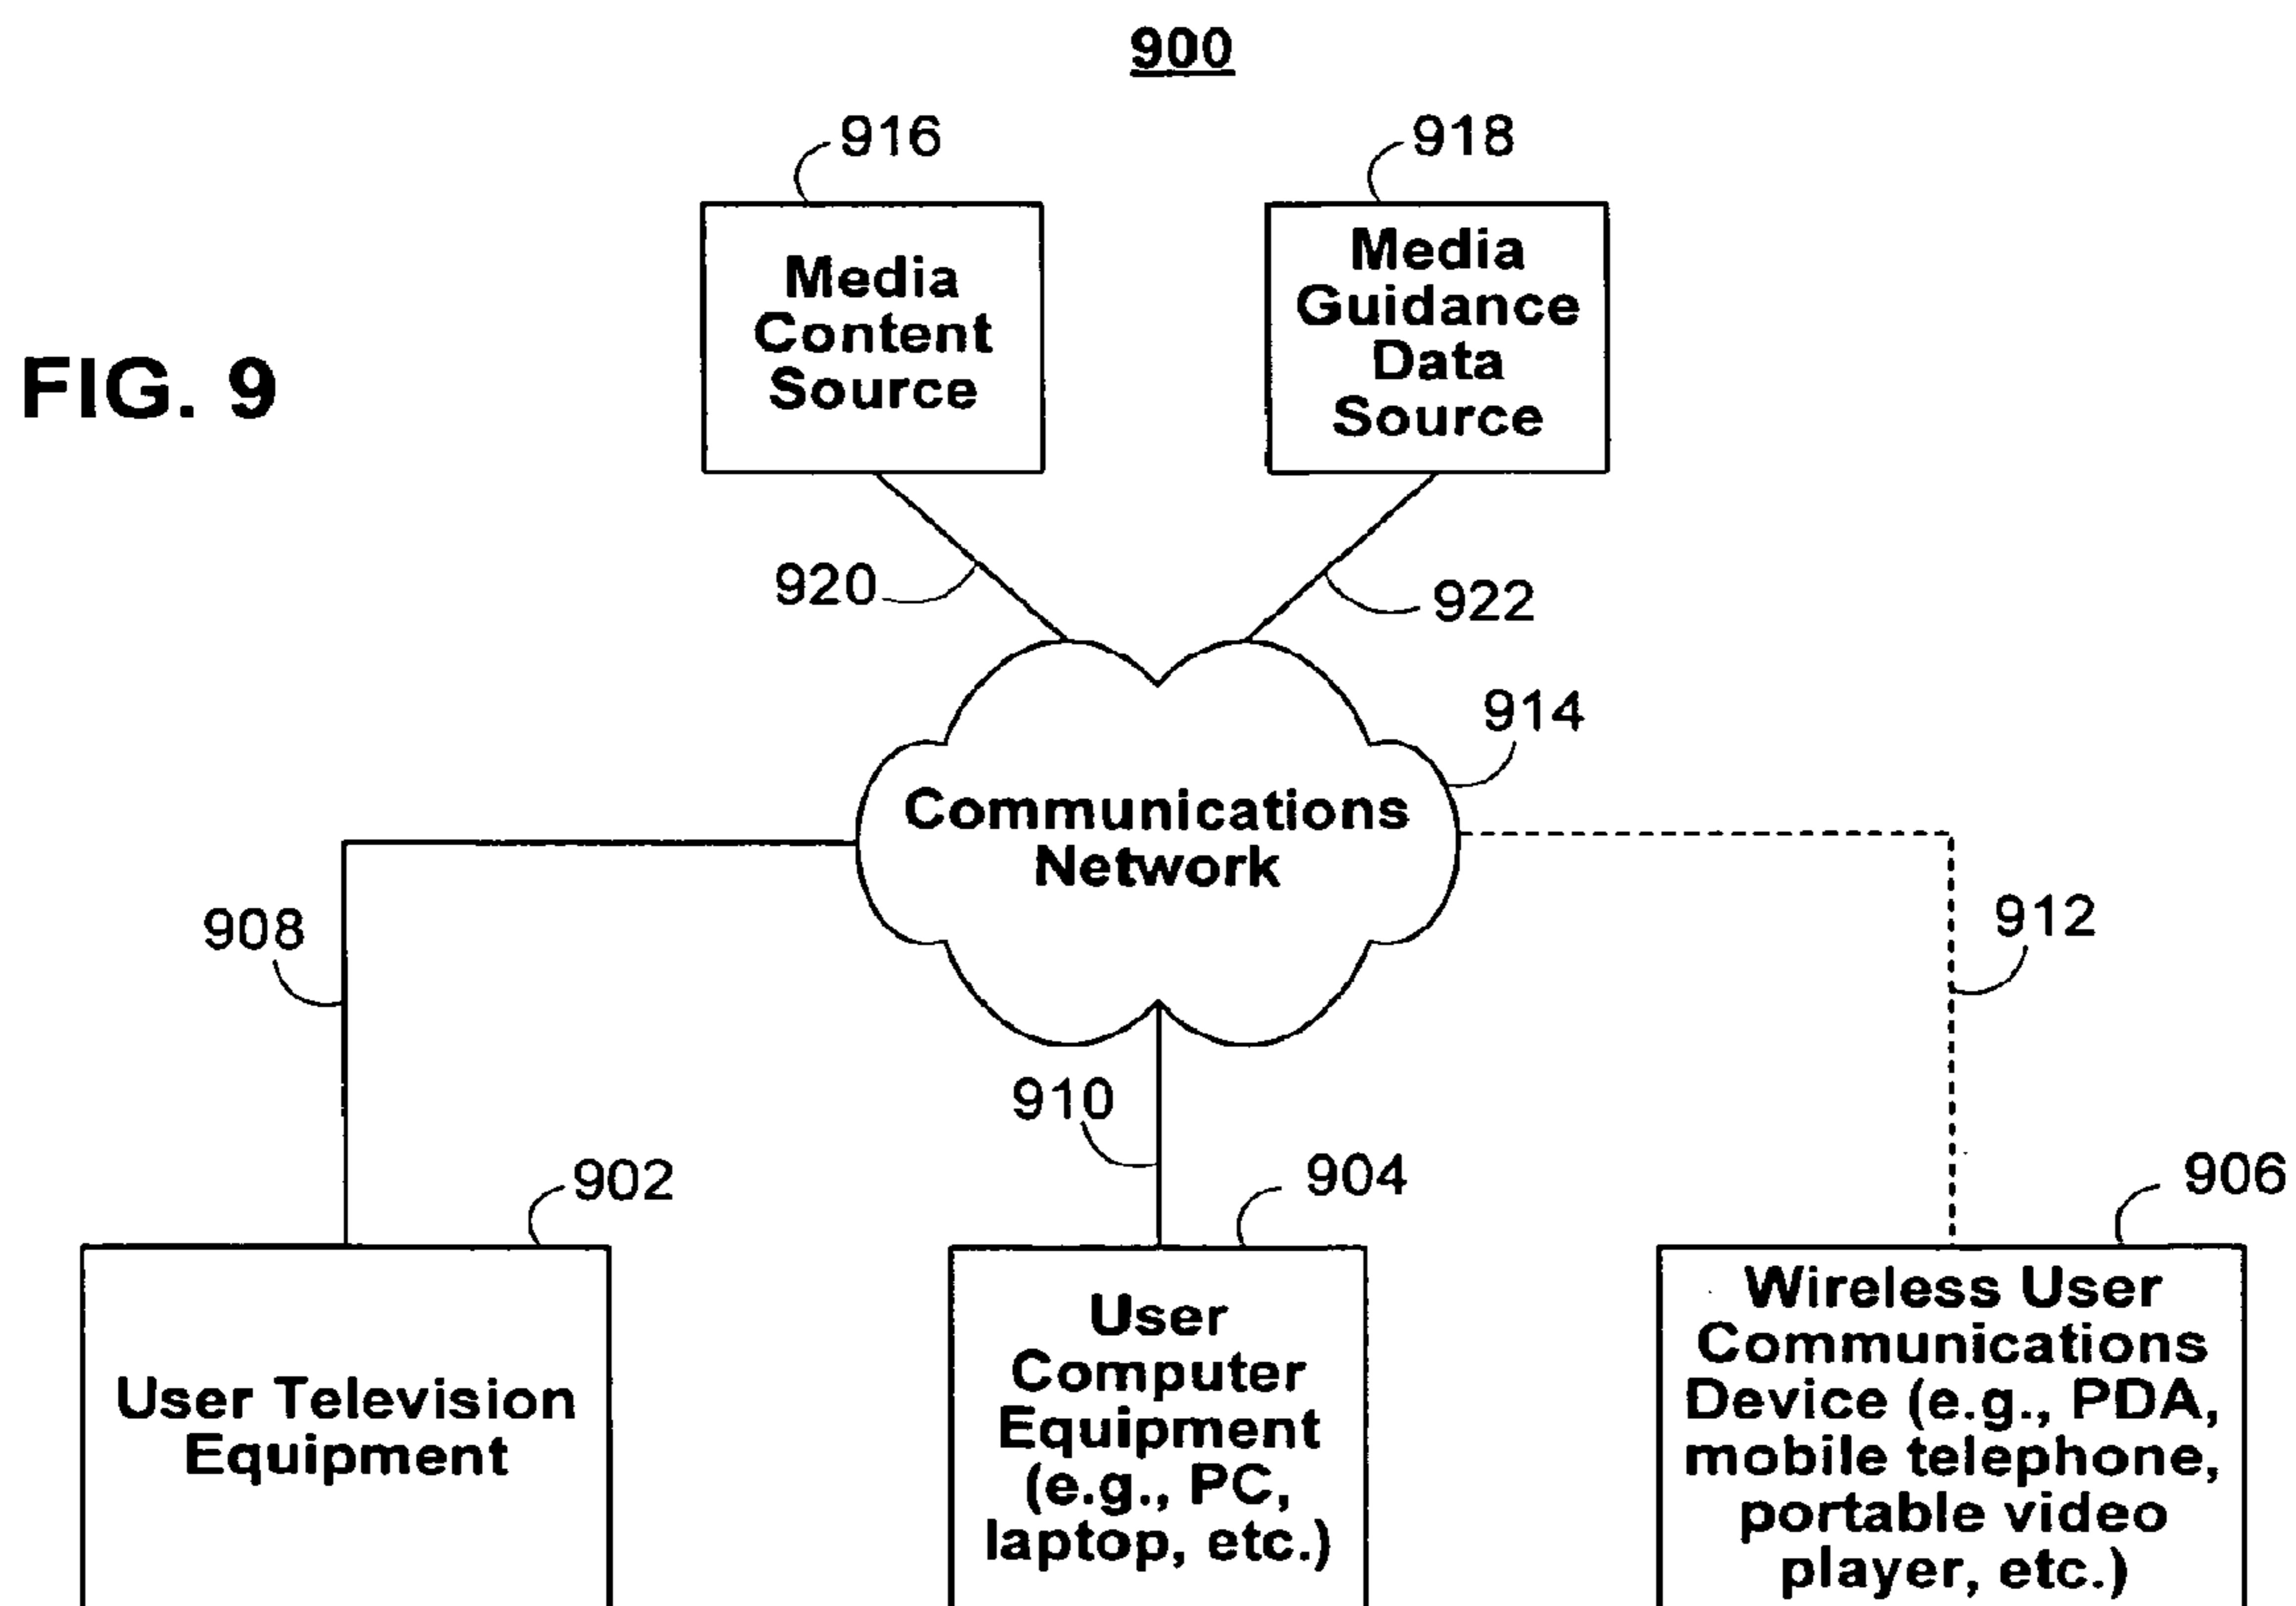 900
916
918
Media
Content
Source
Media
Guidance
Data
Source
FIG. 9
920
922
914
Communications
Network
908
912
910
902
904
906
User Television
Equipment
User
Computer
Equipment
(e.g., PC,
laptop, etc.)
Wireless User
Communications
Device (e.g., PDA,
mobile telephone,
portable video
player, etc.)